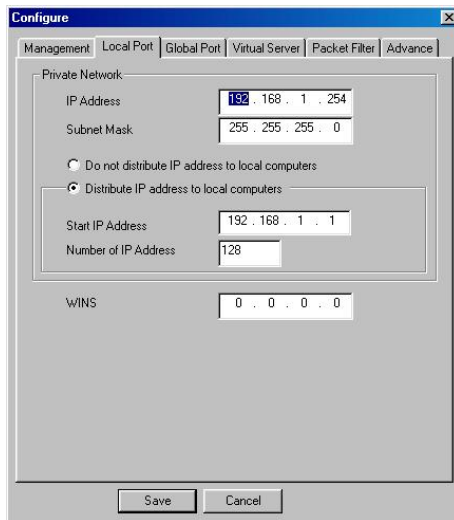 Configure
Management Local Port Global Port Virtual Server Packet Filter Advance
Private Network
IP Address 192 . 168 . 1 . 254
Subnet Mask 255 . 255 . 255 . 0
Do not distribute IP address to local computers
Distribute IP address to local computers
Start IP Address 192 . 168 . 1 . 1
Number of IP Address 128
WINS 0 . 0 . 0 . 0
Save Cancel